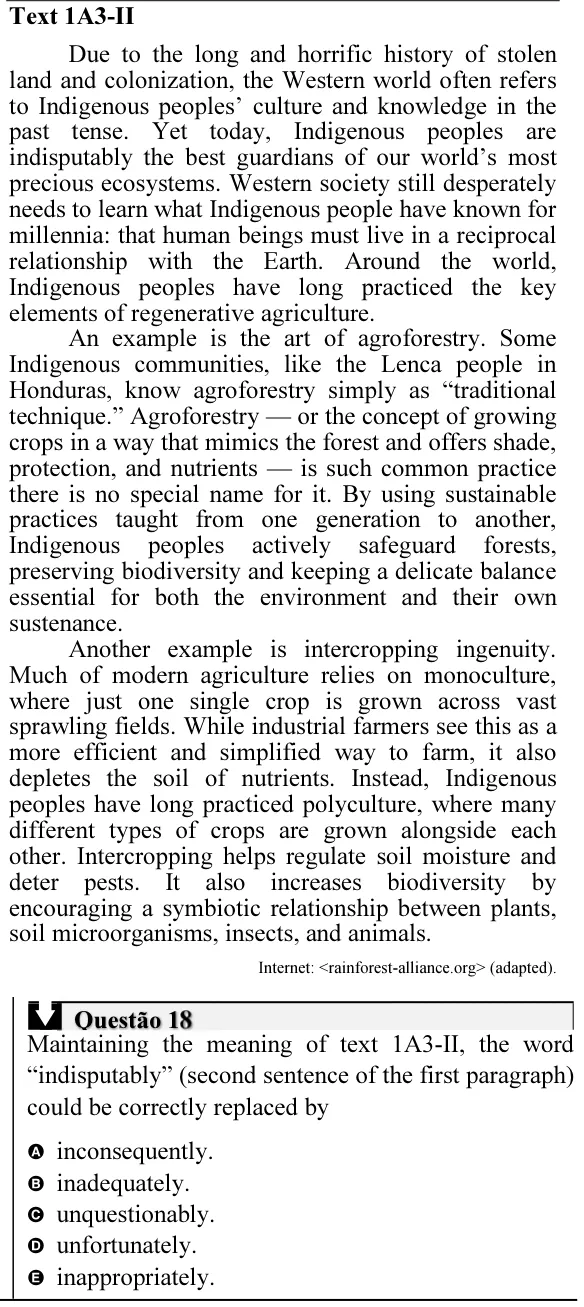 Text 1A3-II
Due to the long and horrific history of stolen
land and colonization, the Western world often refers
to Indigenous peoples’ culture and knowledge in the
past tense. Yet today, Indigenous peoples are
indisputably the best guardians of our world’s most
precious ecosystems. Western society still desperately
needs to learn what Indigenous people have known for
millennia: that human beings must live in a reciprocal
relationship with the Earth. Around the world,
Indigenous peoples have long practiced the key
elements of regenerative agriculture.
An example is the art of agroforestry. Some
Indigenous communities, like the Lenca people in
Honduras, know agroforestry simply as “traditional
technique.” Agroforestry — or the concept of growing
crops in a way that mimics the forest and offers shade,
protection, and nutrients — is such common practice
there is no special name for it. By using sustainable
practices taught from one generation to another,
Indigenous peoples actively safeguard forests,
preserving biodiversity and keeping a delicate balance
essential for both the environment and their own
sustenance.
Another example is intercropping ingenuity.
Much of modern agriculture relies on monoculture,
where just one single crop is grown across vast
sprawling fields. While industrial farmers see this as a
more efficient and simplified way to farm, it also
depletes the soil of nutrients. Instead, Indigenous
peoples have long practiced polyculture, where many
different types of crops are grown alongside each
other. Intercropping helps regulate soil moisture and
deter pests. It also increases biodiversity by
encouraging a symbiotic relationship between plants,
soil microorganisms, insects, and animals.
Internet: <rainforest-alliance.org> (adapted).
Questão 18
Maintaining the meaning of text 1A3-II, the word
“indisputably” (second sentence of the first paragraph)
could be correctly replaced by
A inconsequently.
B inadequately.
C unquestionably.
D unfortunately.
E inappropriately.